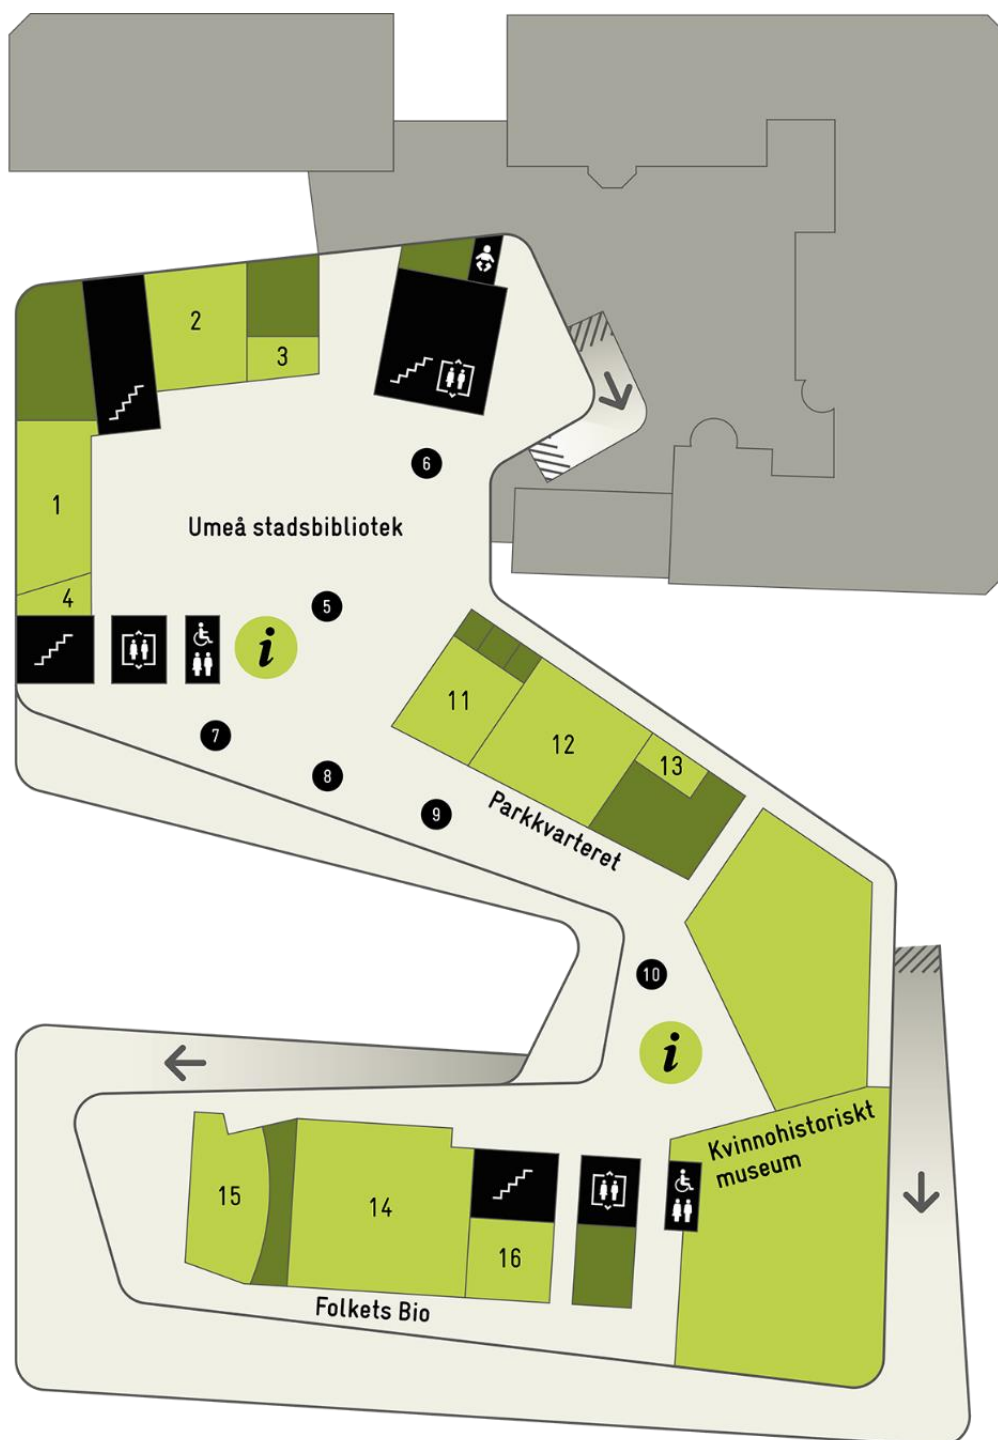 2
3
1
6
Umeå stadsbibliotek
4
5
i
7
8
9
11
12
13
Parkkvarteret
10
i
Kvinnohistoriskt
museum
15
14
16
Folkets Bio